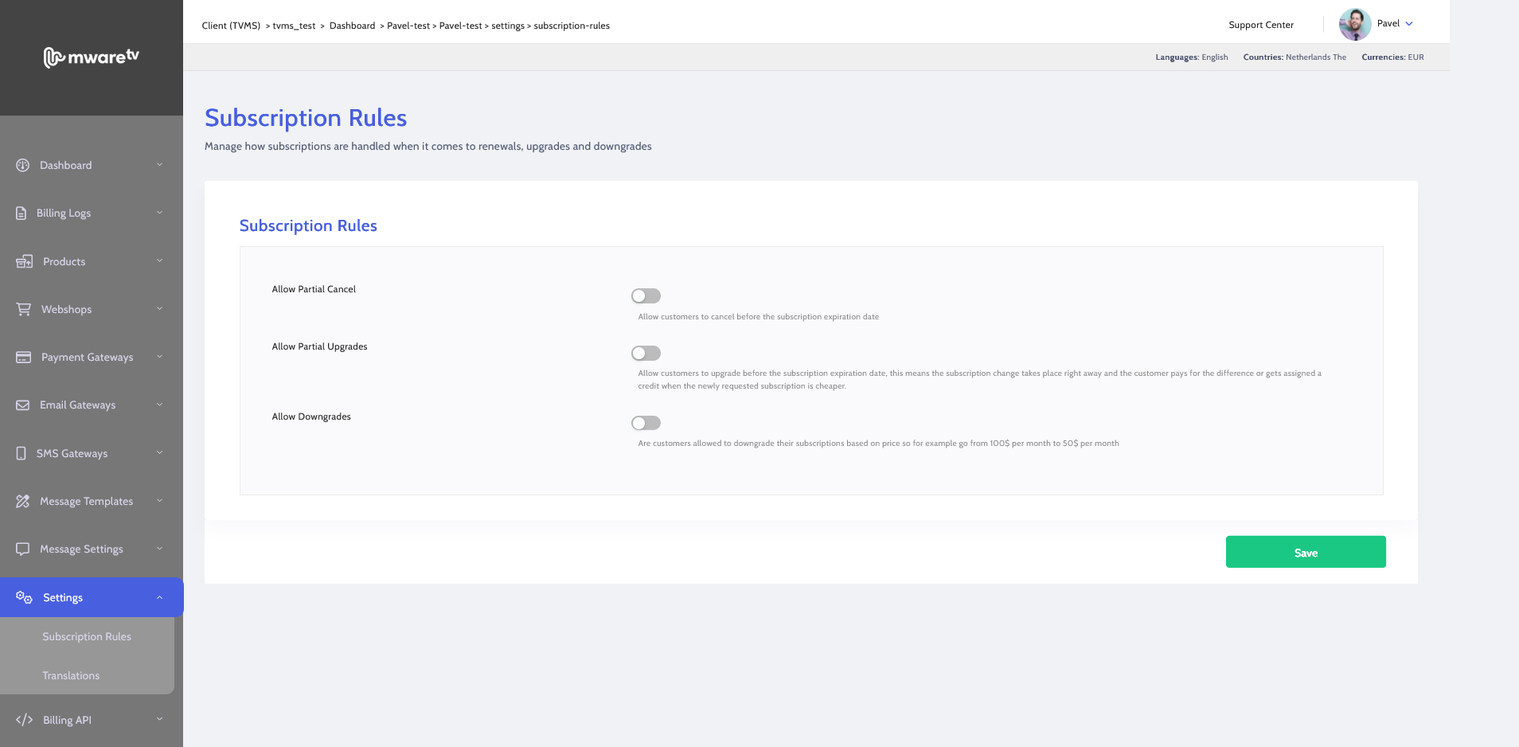 mwaretv
Client (TVMS) > tvms_test > Dashboard > Pavel-test > Pavel-test > settings > subscription-rules
Support Center
Pavel
Languages: English Countries: Netherlands The Currencies: EUR
Subscription Rules
Manage how subscriptions are handled when it comes to renewals, upgrades and downgrades
Dashboard
Billing Logs
Products
Webshops
Payment Gateways
Email Gateways
SMS Gateways
Message Templates
Message Settings
Settings
Subscription Rules
Translations
Billing API
Subscription Rules
Allow Partial Cancel
Allow customers to cancel before the subscription expiration date
Allow Partial Upgrades
Allow customers to upgrade before the subscription expiration date, this means the subscription change takes place right away and the customer pays for the difference or gets assigned a
credit when the newly requested subscription is cheaper.
Allow Downgrades
Are customers allowed to downgrade their subscriptions based on price so for example go from 100$ per month to 50$ per month
Save